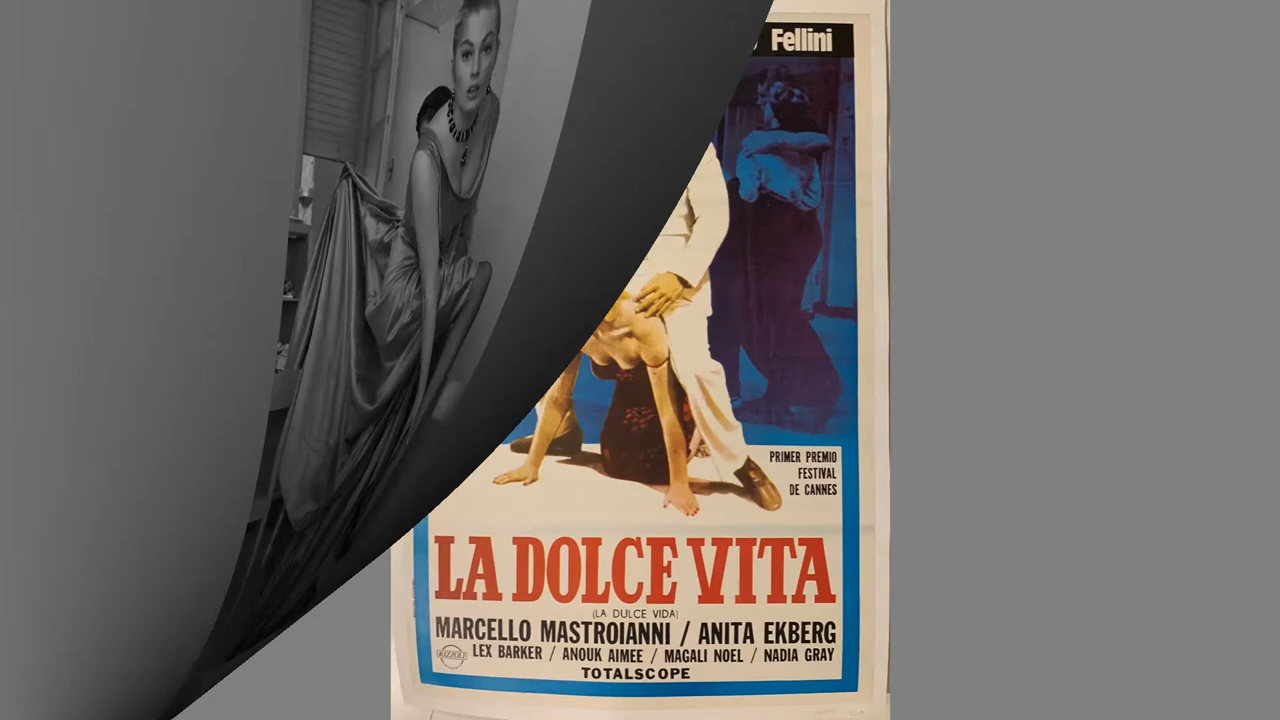 Fellini
PRIMER PREMIO
FESTIVAL
DE CANNES
LA DOLCE VITA
(LA DULCE VIDA)
MARCELLO MASTROIANNI / ANITA EKBERG
RIZZOLI
LEX BARKER / ANOUK AIMEE / MAGALI NOEL / NADIA GRAY
TOTALSCOPE